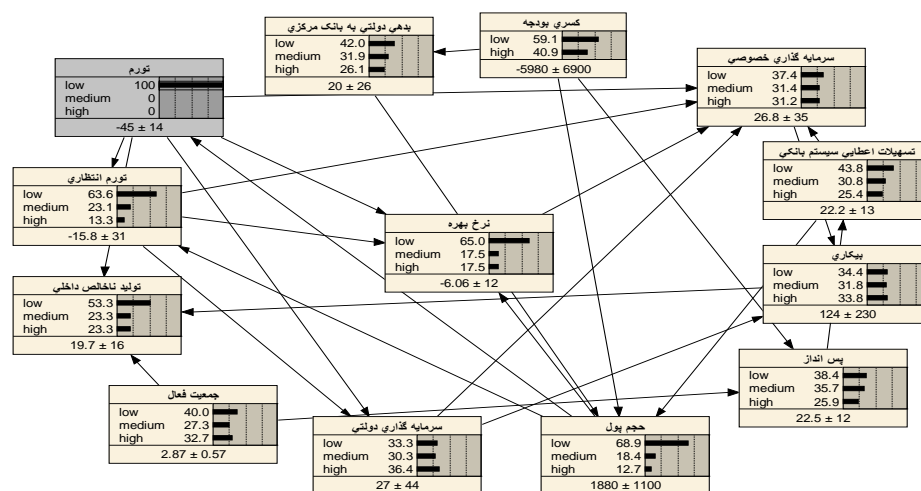 بدهي دولتي به بانک مرکزي
low 42.0
medium 31.9
high 26.1
20 ± 26
کسري بودجه
low 59.1
high 40.9
-5980 ± 6900
تورم
low 100
medium 0
high 0
-45 ± 14
سرمايه گذاري خصوصي
low 37.4
medium 31.4
high 31.2
26.8 ± 35
تسهيلات اعطايي سيستم بانکي
low 43.8
medium 30.8
high 25.4
22.2 ± 13
تورم انتظاري
low 63.6
medium 23.1
high 13.3
-15.8 ± 31
نرخ بهره
low 65.0
medium 17.5
high 17.5
-6.06 ± 12
بيکاري
low 34.4
medium 31.8
high 33.8
124 ± 230
توليد ناخالص داخلي
low 53.3
medium 23.3
high 23.3
19.7 ± 16
پس انداز
low 38.4
medium 35.7
high 25.9
22.5 ± 12
جمعيت فعال
low 40.0
medium 27.3
high 32.7
2.87 ± 0.57
سرمايه گذاري دولتي
low 33.3
medium 30.3
high 36.4
27 ± 44
حجم پول
low 68.9
medium 18.4
high 12.7
1880 ± 1100